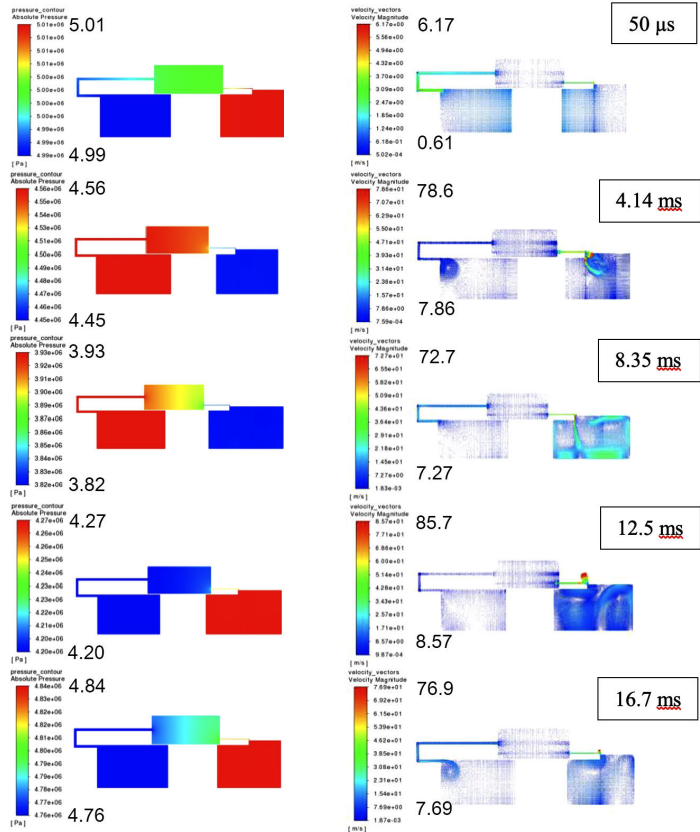 pressure_contour
Absolute Pressure
5.01
5.01e+06
5.01e+06
5.00e+06
5.00e+06
5.00e+06
5.00e+06
5.00e+06
5.00e+06
4.99e+06
4.99e+06
4.99e+06
[ Pa ]
4.99
velocity_vectors
Velocity Magnitude
6.17
50 µs
6.17e+00
5.56e+00
4.94e+00
4.32e+00
3.70e+00
3.09e+00
2.47e+00
1.85e+00
1.24e+00
6.18e-01
5.02e-04
[ m/s ]
0.61
pressure_contour
Absolute Pressure
4.56
4.56e+06
4.55e+06
4.54e+06
4.53e+06
4.51e+06
4.50e+06
4.49e+06
4.48e+06
4.47e+06
4.46e+06
4.45e+06
[ Pa ]
4.45
velocity_vectors
Velocity Magnitude
78.6
4.14 ms
7.86e+01
7.07e+01
6.29e+01
5.50e+01
4.71e+01
3.93e+01
3.14e+01
2.36e+01
1.57e+01
7.86e+00
7.59e-04
[ m/s ]
7.86
pressure_contour
Absolute Pressure
3.93
3.93e+06
3.92e+06
3.91e+06
3.90e+06
3.89e+06
3.87e+06
3.86e+06
3.85e+06
3.84e+06
3.83e+06
3.82e+06
[ Pa ]
3.82
velocity_vectors
Velocity Magnitude
72.7
8.35 ms
7.27e+01
6.55e+01
5.82e+01
5.09e+01
4.36e+01
3.64e+01
2.91e+01
2.18e+01
1.45e+01
7.27e+00
1.83e-03
[ m/s ]
7.27
pressure_contour
Absolute Pressure
4.27
4.27e+06
4.26e+06
4.25e+06
4.25e+06
4.24e+06
4.23e+06
4.23e+06
4.22e+06
4.21e+06
4.20e+06
4.20e+06
[ Pa ]
4.20
velocity_vectors
Velocity Magnitude
85.7
12.5 ms
8.57e+01
7.71e+01
6.86e+01
6.00e+01
5.14e+01
4.28e+01
3.43e+01
2.57e+01
1.71e+01
8.57e+00
9.87e-04
[ m/s ]
8.57
pressure_contour
Absolute Pressure
4.84
4.84e+06
4.83e+06
4.82e+06
4.81e+06
4.81e+06
4.80e+06
4.79e+06
4.78e+06
4.77e+06
4.77e+06
4.76e+06
[ Pa ]
4.76
velocity_vectors
Velocity Magnitude
76.9
16.7 ms
7.69e+01
6.92e+01
6.15e+01
5.39e+01
4.62e+01
3.85e+01
3.08e+01
2.31e+01
1.54e+01
7.69e+00
1.87e-03
[ m/s ]
7.69